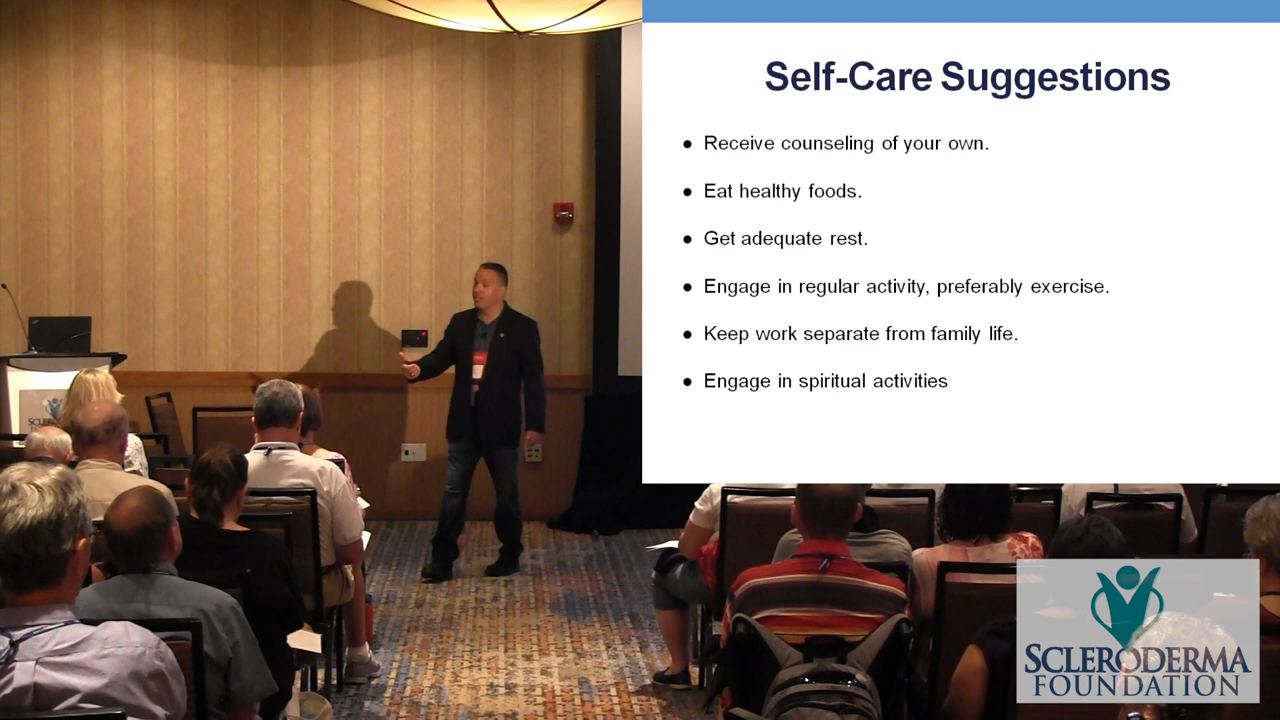 Self-Care Suggestions
● Receive counseling of your own.
● Eat healthy foods.
● Get adequate rest.
● Engage in regular activity, preferably exercise.
● Keep work separate from family life.
● Engage in spiritual activities
SCLERODERMA
FOUNDATION